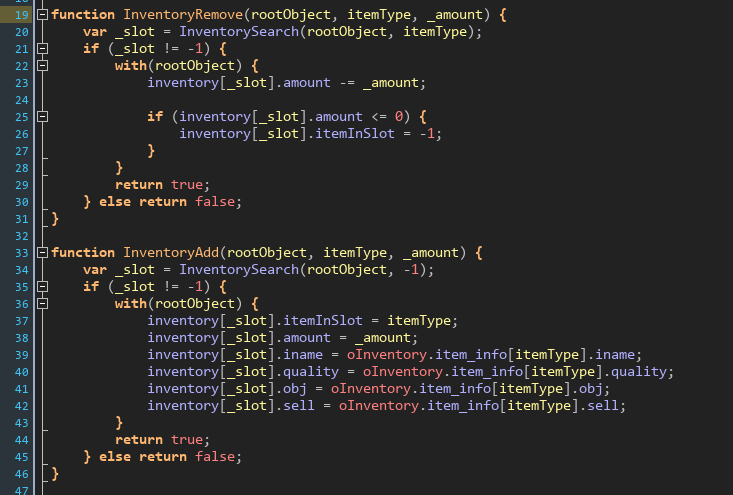 19 function InventoryRemove(rootObject, itemType, _amount) {
20     var _slot = InventorySearch(rootObject, itemType);
21     if (_slot != -1) {
22         with(rootObject) {
23             inventory[_slot].amount -= _amount;
24
25             if (inventory[_slot].amount <= 0) {
26                 inventory[_slot].itemInSlot = -1;
27             }
28         }
29         return true;
30     } else return false;
31 }
32
33 function InventoryAdd(rootObject, itemType, _amount) {
34     var _slot = InventorySearch(rootObject, -1);
35     if (_slot != -1) {
36         with(rootObject) {
37             inventory[_slot].itemInSlot = itemType;
38             inventory[_slot].amount = _amount;
39             inventory[_slot].iname = oInventory.item_info[itemType].iname;
40             inventory[_slot].quality = oInventory.item_info[itemType].quality;
41             inventory[_slot].obj = oInventory.item_info[itemType].obj;
42             inventory[_slot].sell = oInventory.item_info[itemType].sell;
43         }
44         return true;
45     } else return false;
46 }
47